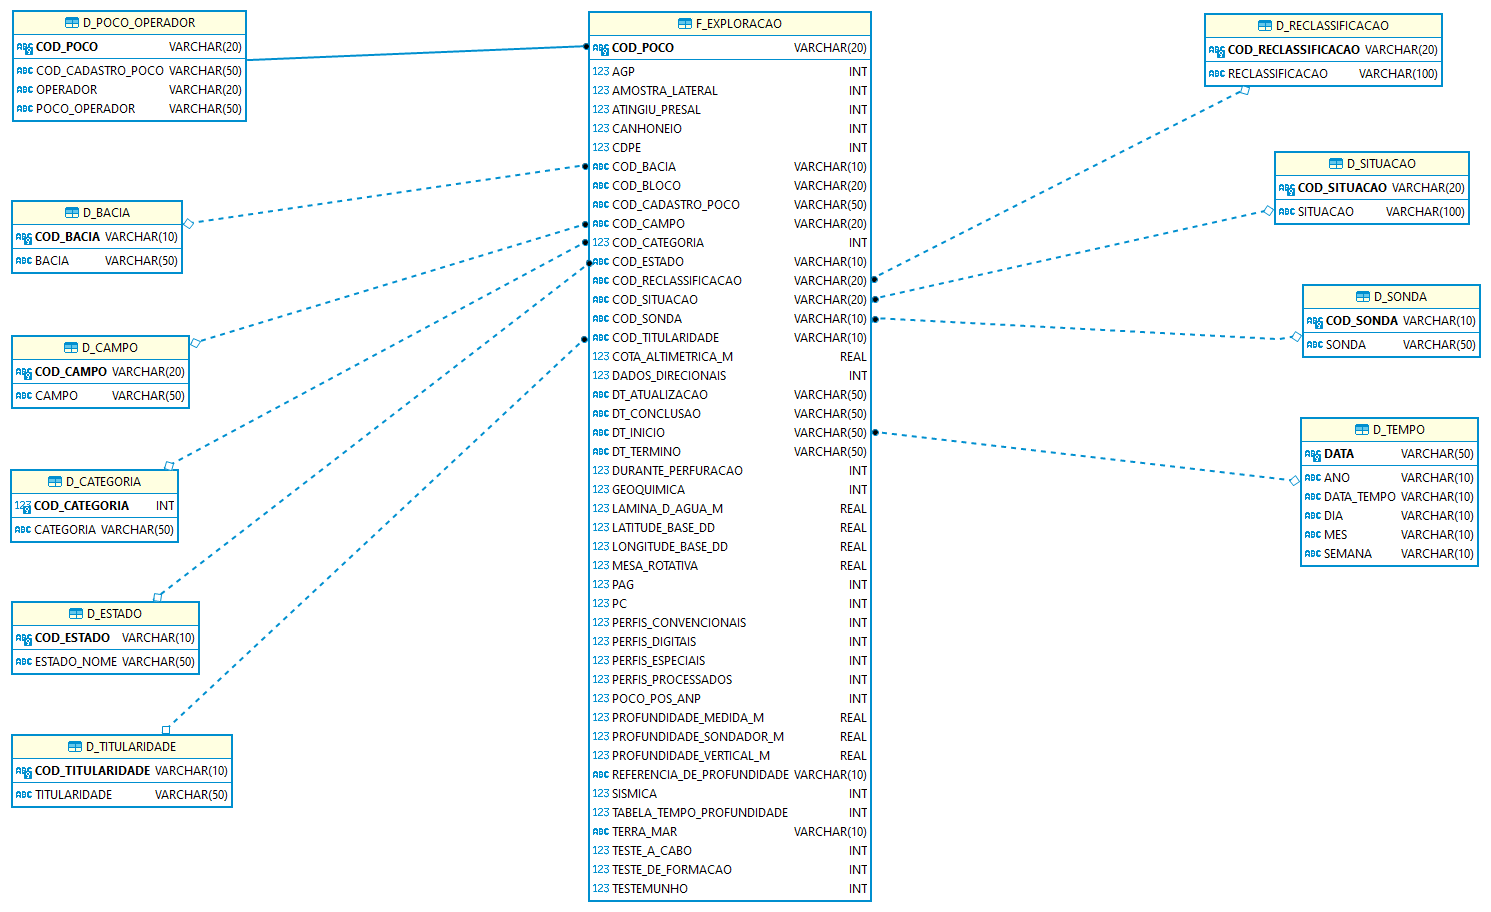 D_POCO_OPERADOR
COD_POCO VARCHAR(20)
COD_CADASTRO_POCO VARCHAR(50)
OPERADOR VARCHAR(20)
POCO_OPERADOR VARCHAR(50)
D_BACIA
COD_BACIA VARCHAR(10)
BACIA VARCHAR(50)
D_CAMPO
COD_CAMPO VARCHAR(20)
CAMPO VARCHAR(50)
D_CATEGORIA
COD_CATEGORIA INT
CATEGORIA VARCHAR(50)
D_ESTADO
COD_ESTADO VARCHAR(10)
ESTADO_NOME VARCHAR(50)
D_TITULARIDADE
COD_TITULARIDADE VARCHAR(10)
TITULARIDADE VARCHAR(50)
F_EXPLORACAO
COD_POCO VARCHAR(20)
AGP INT
AMOSTRA_LATERAL INT
ATINGIU_PRESAL INT
CANHONEIO INT
CDPE INT
COD_BACIA VARCHAR(10)
COD_BLOCO VARCHAR(20)
COD_CADASTRO_POCO VARCHAR(50)
COD_CAMPO VARCHAR(20)
COD_CATEGORIA INT
COD_ESTADO VARCHAR(10)
COD_RECLASSIFICACAO VARCHAR(20)
COD_SITUACAO VARCHAR(20)
COD_SONDA VARCHAR(10)
COD_TITULARIDADE VARCHAR(10)
COTA_ALTIMETRICA_M REAL
DADOS_DIRECIONAIS INT
DT_ATUALIZACAO VARCHAR(50)
DT_CONCLUSAO VARCHAR(50)
DT_INICIO VARCHAR(50)
DT_TERMINO VARCHAR(50)
DURANTE_PERFURACAO INT
GEOQUIMICA INT
LAMINA_D_AGUA_M REAL
LATITUDE_BASE_DD REAL
LONGITUDE_BASE_DD REAL
MESA_ROTATIVA REAL
PAG INT
PC INT
PERFIS_CONVENCIONAIS INT
PERFIS_DIGITAIS INT
PERFIS_ESPECIAIS INT
PERFIS_PROCESSADOS INT
POCO_POS_ANP INT
PROFUNDIDADE_MEDIDA_M REAL
PROFUNDIDADE_SONDADOR_M REAL
PROFUNDIDADE_VERTICAL_M REAL
REFERENCIA_DE_PROFUNDIDADE VARCHAR(10)
SISMICA INT
TABELA_TEMPO_PROFUNDIDADE INT
TERRA_MAR VARCHAR(10)
TESTE_A_CABO INT
TESTE_DE_FORMACAO INT
TESTEMUNHO INT
D_RECLASSIFICACAO
COD_RECLASSIFICACAO VARCHAR(20)
RECLASSIFICACAO VARCHAR(100)
D_SITUACAO
COD_SITUACAO VARCHAR(20)
SITUACAO VARCHAR(100)
D_SONDA
COD_SONDA VARCHAR(10)
SONDA VARCHAR(50)
D_TEMPO
DATA VARCHAR(50)
ANO VARCHAR(10)
DATA_TEMPO VARCHAR(10)
DIA VARCHAR(10)
MES VARCHAR(10)
SEMANA VARCHAR(10)